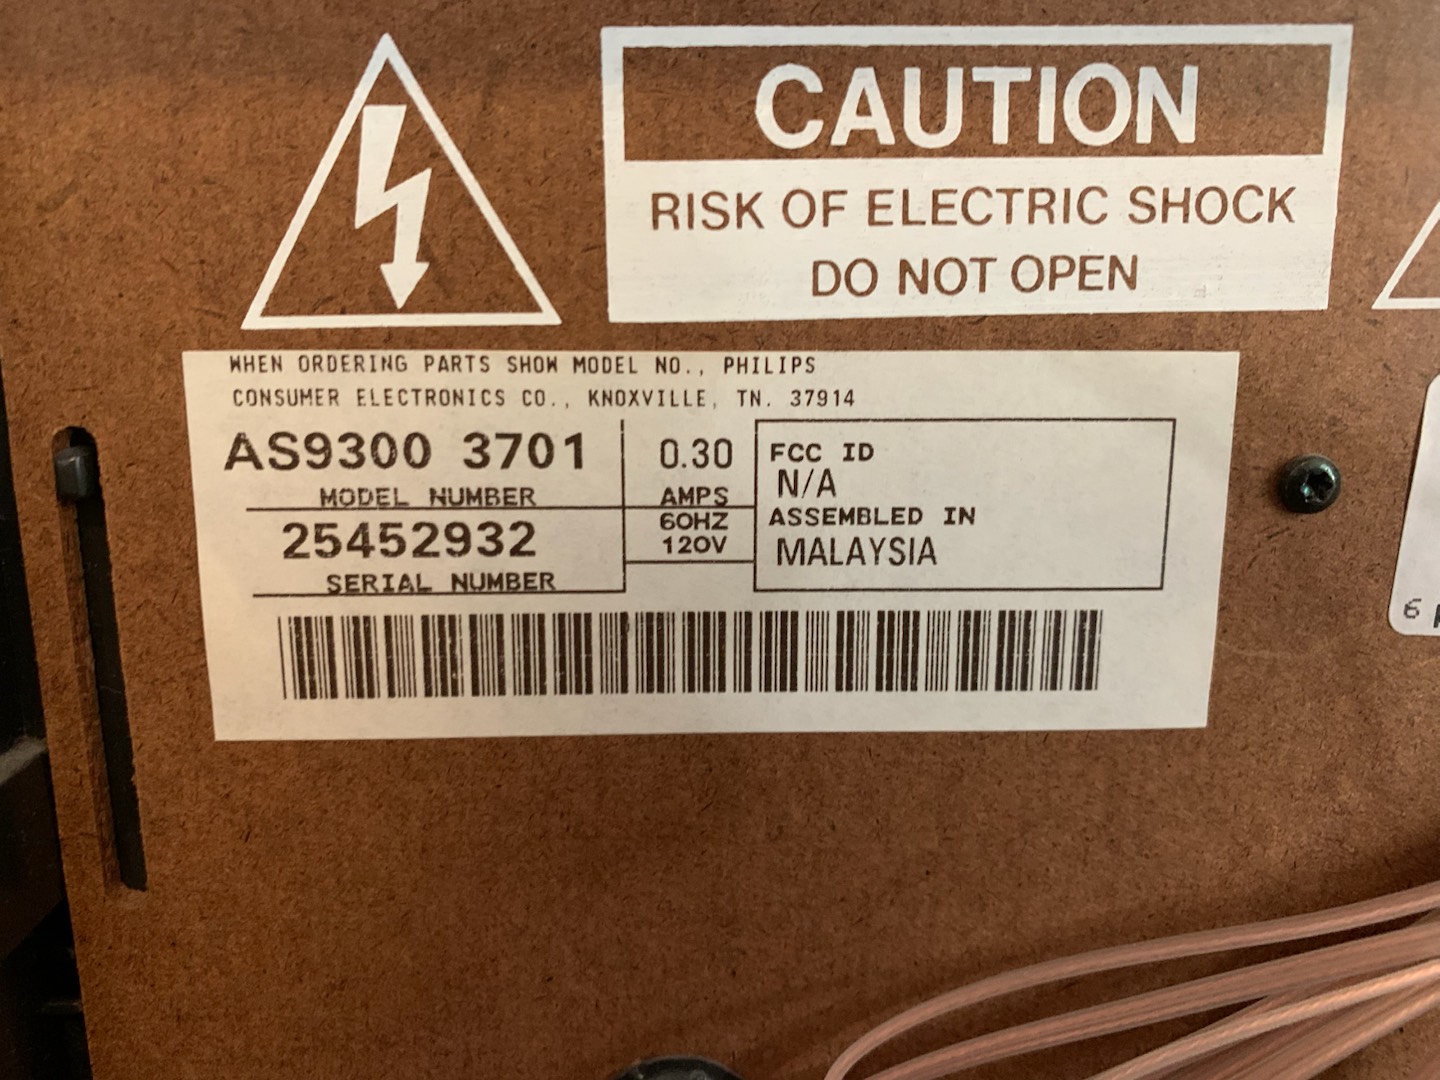 CAUTION
RISK OF ELECTRIC SHOCK
DO NOT OPEN
WHEN ORDERING PARTS SHOW MODEL NO., PHILIPS
CONSUMER ELECTRONICS CO., KNOXVILLE, TN. 37914
AS9300 3701
MODEL NUMBER
25452932
SERIAL NUMBER
0.30
AMPS
60HZ
120V
FCC ID
N/A
ASSEMBLED IN
MALAYSIA
6